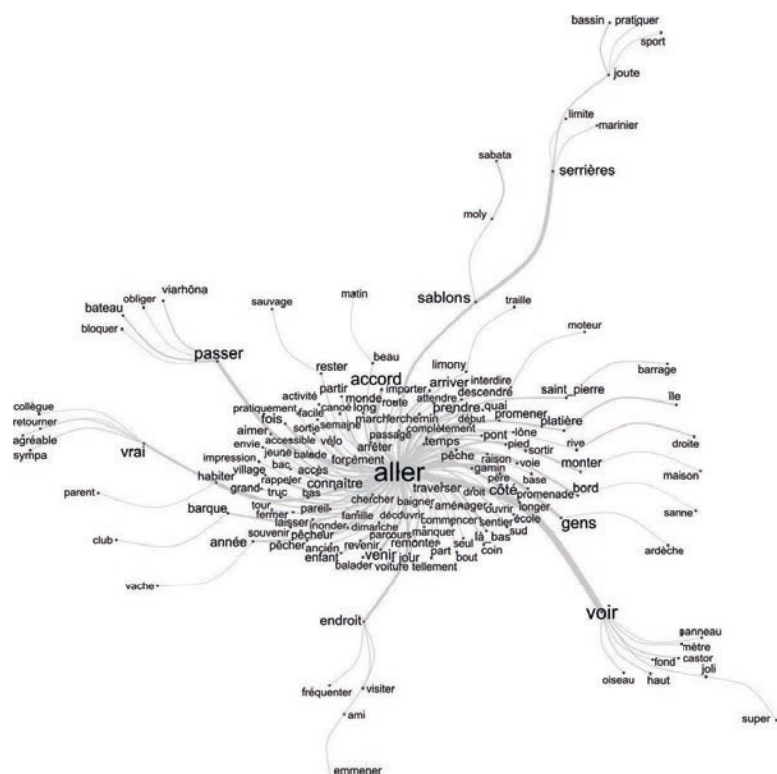 bassin pratiquer
sport
joute
limite
marinier
sabata
serrières
moly
viarhôna
obliger
bateau
bloquer
sauvage
matin
sablons
traille
moteur
passer
beau
limony
rester
accord
arriver interdire
partir
importer
descendre
saint_pierre
barrage
activité monde
attendre
île
pratiquement facile canoé long route
prendre quai
promener
collègue
fois
marcher chemin
début
platière
retourner
aimer sortie semaine
passage complètement
agréable
envie accessible vélo
temps pont lône
rive
droite
vrai
arrêter
pied sortir
sympa
impression jeune balade forcément
pêche raison voie
monter
village bac accès
aller
gamin
maison
habiter
rappeler connaître
père base
parent
grand truc bas
traverser droit côté promenade bord
chercher baigner
longer
sanne
barque
tour pareil
aménager ouvrir
gens
fermer
famille découvrir
école
laisser inonder dimanche
commencer sentier
club
souvenir pêcheur
parcours manquer
sud
ardèche
année
là bas
pêcher ancien revenir remonter seul
coin
enfant venir jour part bout
vache
balader voiture tellement
endroit
voir
panneau
mètre
fond castor
joli
oiseau haut
fréquenter
visiter
ami
super
emmener